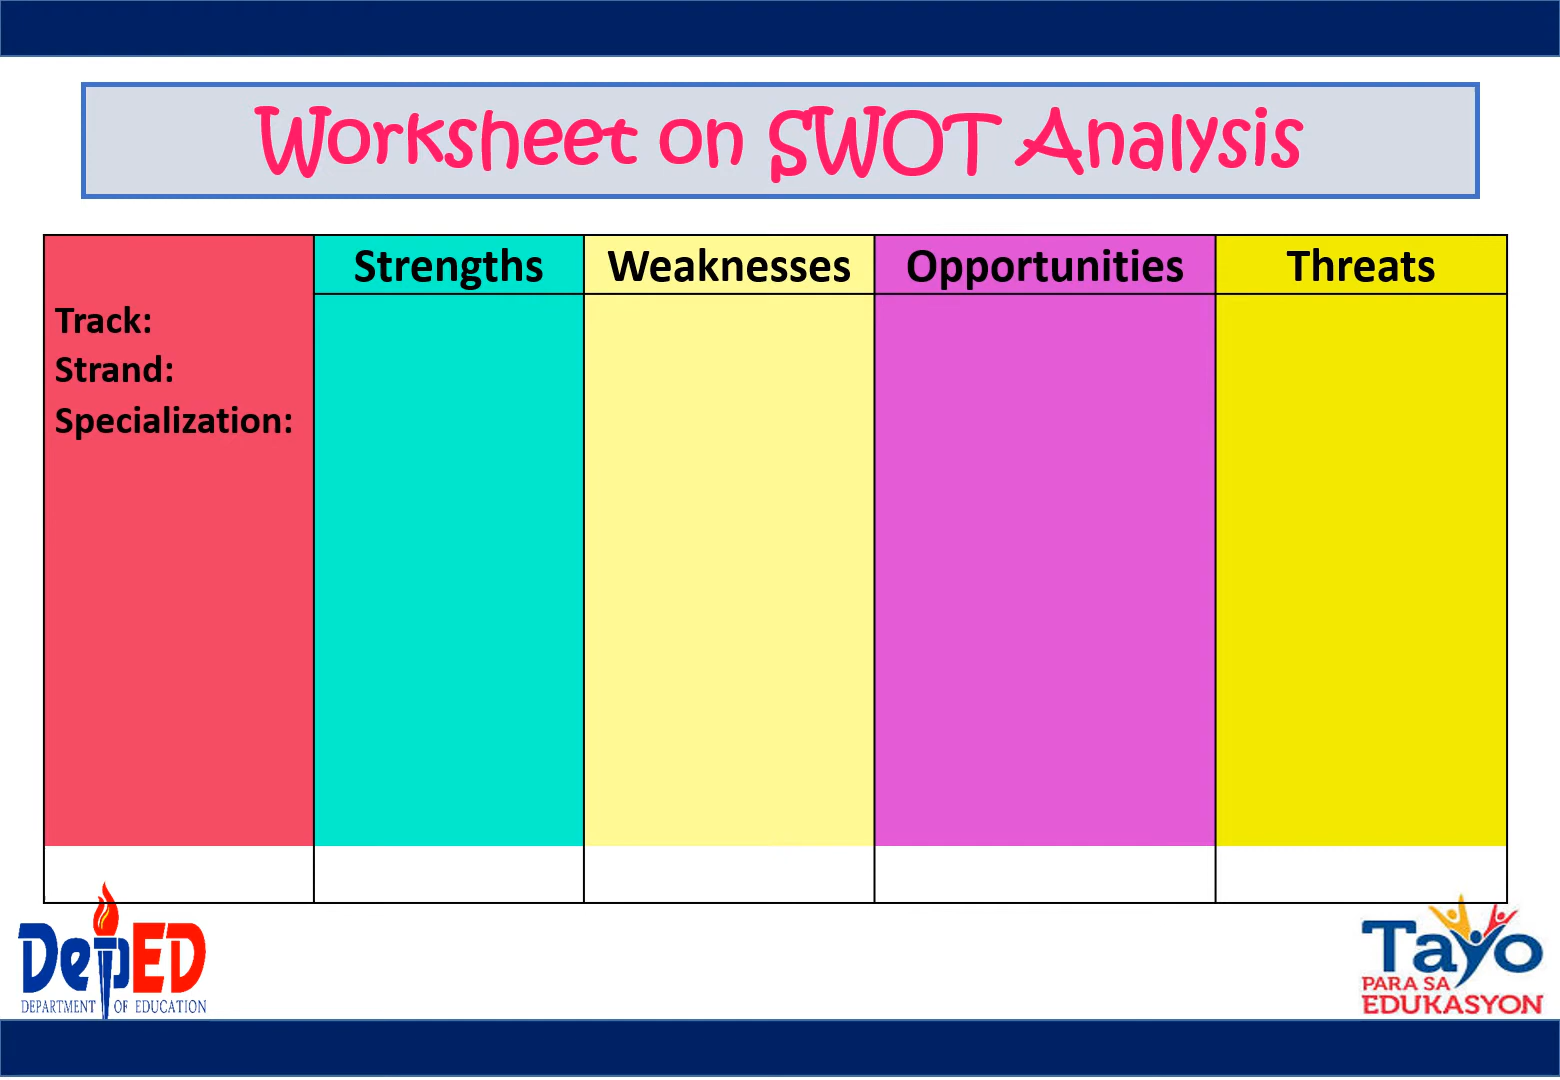 Worksheet on SWOT Analysis
Strengths Weaknesses Opportunities Threats
Track:
Strand:
Specialization:
DepED
DEPARTMENT OF EDUCATION
Tayo
PARA SA
EDUKASYON